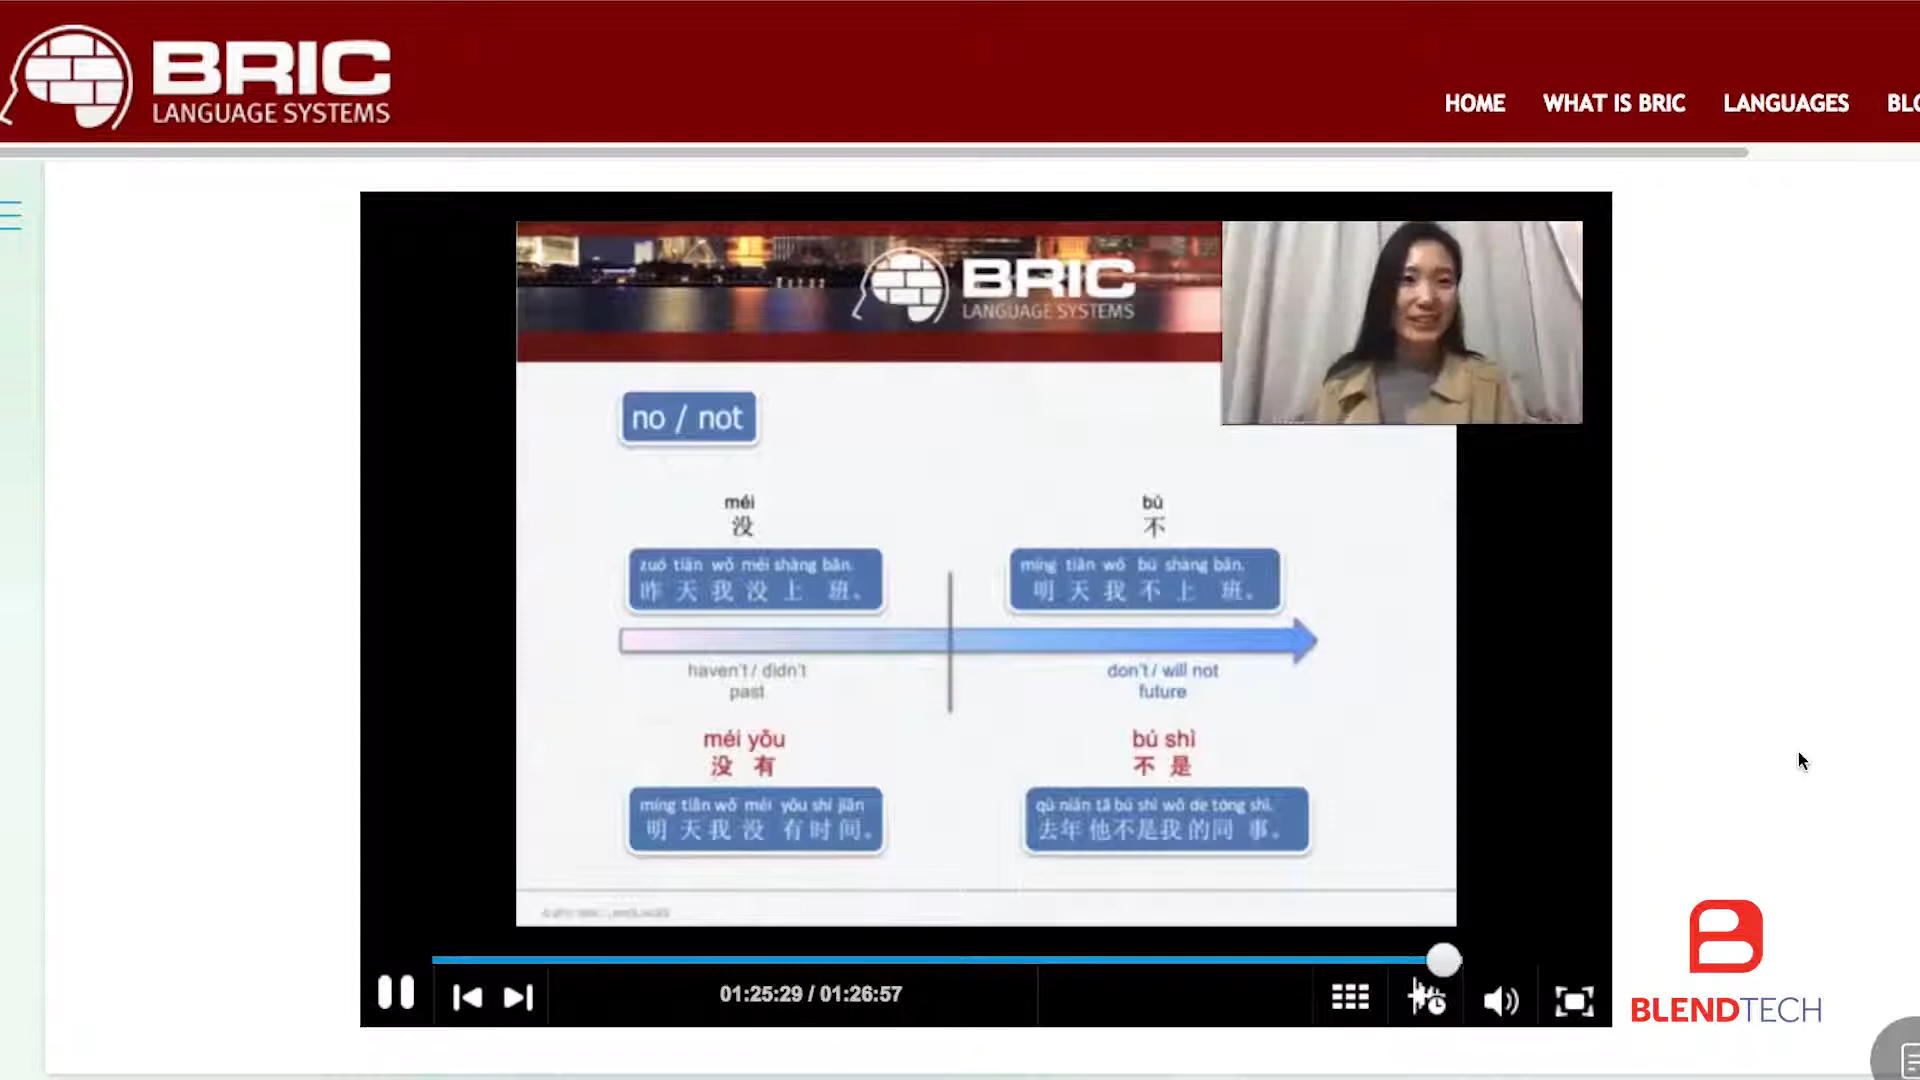 BRIC
LANGUAGE SYSTEMS
HOME WHAT IS BRIC LANGUAGES BLO
BRIC
LANGUAGE SYSTEMS
no / not
méi
没
bù
不
zuó tiān wǒ méi shàng bān.
昨天我没上班。
míng tiān wǒ bú shàng bān.
明天我不上班。
haven't / didn't
past
don't / will not
future
méi yǒu
没有
bú shì
不是
míng tiān wǒ méi yǒu shí jiān
明天我没有时间。
qù nián tā bú shì wǒ de tóng shì.
去年他不是我的同事。
01:25:29 / 01:26:57
BLENDTECH